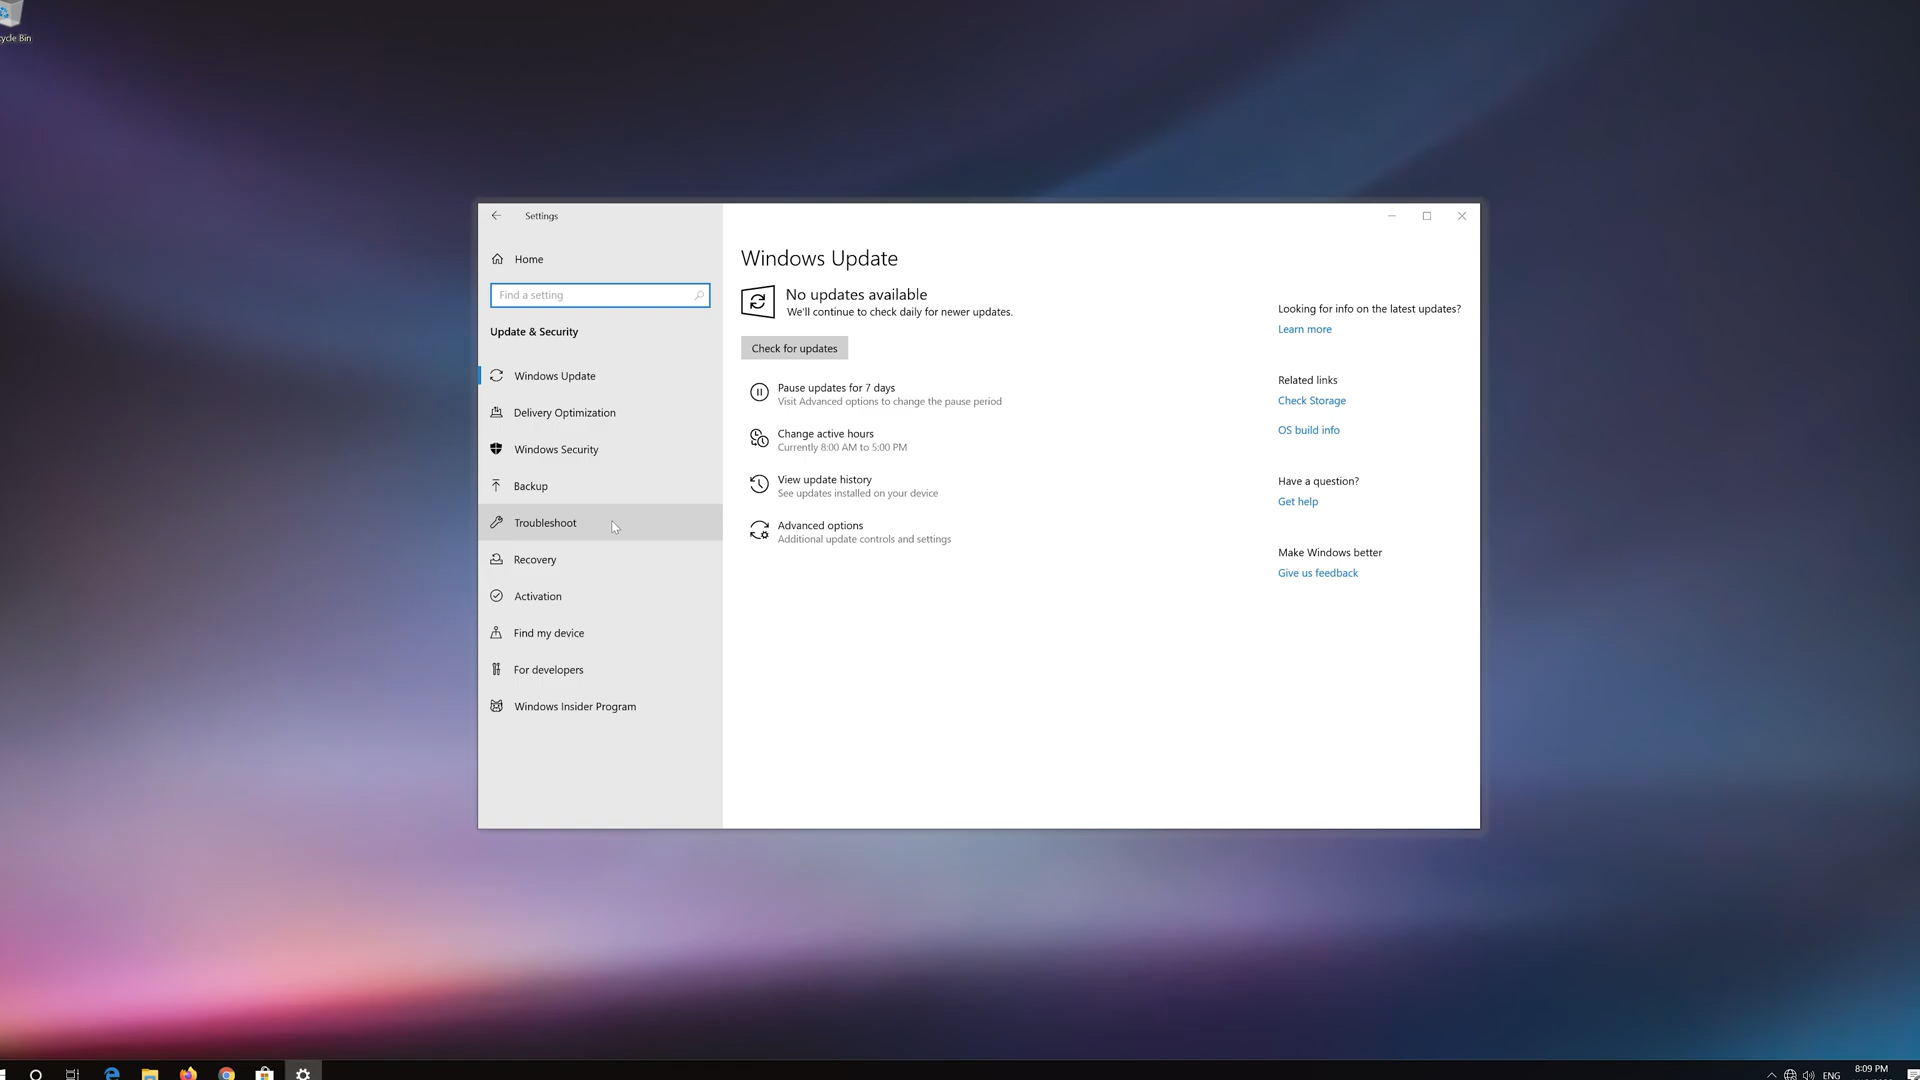 cycle Bin
Settings
Home
Find a setting
Update & Security
Windows Update
Delivery Optimization
Windows Security
Backup
Troubleshoot
Recovery
Activation
Find my device
For developers
Windows Insider Program
Windows Update
No updates available
We'll continue to check daily for newer updates.
Check for updates
Pause updates for 7 days
Visit Advanced options to change the pause period
Change active hours
Currently 8:00 AM to 5:00 PM
View update history
See updates installed on your device
Advanced options
Additional update controls and settings
Looking for info on the latest updates?
Learn more
Related links
Check Storage
OS build info
Have a question?
Get help
Make Windows better
Give us feedback
ENG
8:09 PM